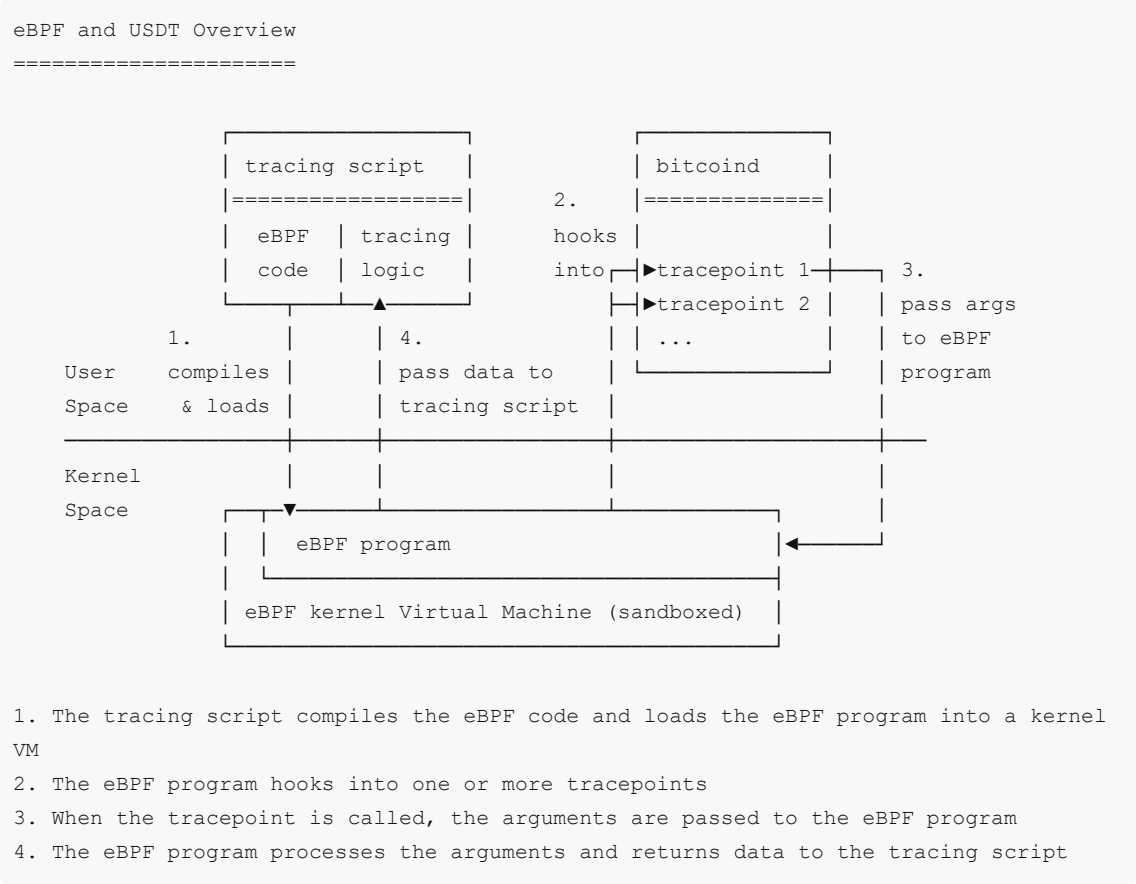 eBPF and USDT Overview
======================
tracing script
==================
eBPF
code
tracing
logic
bitcoind
==============
tracepoint 1
tracepoint 2
...
1.
compiles
& loads
2.
hooks
into
3.
pass args
to eBPF
program
4.
pass data to
tracing script
User
Space
Kernel
Space
eBPF program
eBPF kernel Virtual Machine (sandboxed)
1. The tracing script compiles the eBPF code and loads the eBPF program into a kernel
VM
2. The eBPF program hooks into one or more tracepoints
3. When the tracepoint is called, the arguments are passed to the eBPF program
4. The eBPF program processes the arguments and returns data to the tracing script